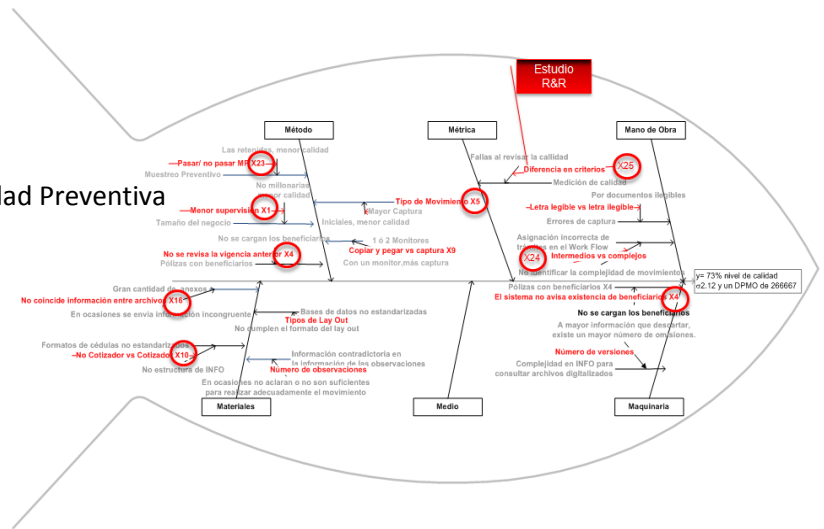 Estudio
R&R
Método
Métrica
Mano de Obra
Las retenidas, menor calidad
–Pasar/ no pasar MP X23
Muestreo Preventivo
No millonarias
menor calidad
dad Preventiva
–Menor supervisión X1
Tamaño del negocio
Iniciales, menor calidad
Mayor Captura
Tipo de Movimiento X5
No se cargan los beneficiarios
1 ó 2 Monitores
Copiar y pegar vs captura X9
No se revisa la vigencia anterior X4
Pólizas con beneficiarios
Con un monitor,más captura
Fallas al revisar la callidad
Diferencia en criterios
X25
Medición de calidad
Por documentos ilegibles
–Letra legible vs letra ilegible
Errores de captura
Asignación incorrecta de
trámites en el Work Flow
X24
Intermedios vs complejos
No identificar la complejidad de movimientos
y= 73% nivel de calidad
σ2.12 y un DPMO de 266667
Gran cantidad de anexos
No coincide información entre archivos X16
En ocasiones se envia información incongruente
Bases de datos no estandarizadas
Tipos de Lay Out
No cumplen el formato del lay out
Formatos de cédulas no estandarizados
–No Cotizador vs Cotizador X10
No estructura de INFO
Información contradictoria en
la información de las observaciones
Número de observaciones
En ocasiones no aclaran o no son suficientes
para realizar adecuadamente el movimiento
Pólizas con beneficiarios X4
El sistema no avisa existencia de beneficiarios X4
No se cargan los beneficiarios
A mayor información que descartar,
existe un mayor número de omisiones.
Número de versiones
Complejidad en INFO para
consultar archivos digitalizados
Materiales
Medio
Maquinaria